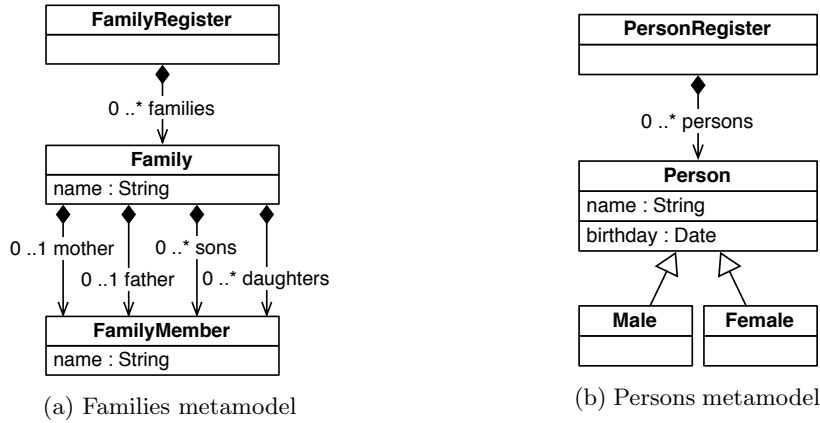 FamilyRegister
0 ..* families
Family
name : String
0 ..1 mother
0 ..* sons
0 ..1 father
0 ..* daughters
FamilyMember
name : String
(a) Families metamodel
PersonRegister
0 ..* persons
Person
name : String
birthday : Date
Male
Female
(b) Persons metamodel